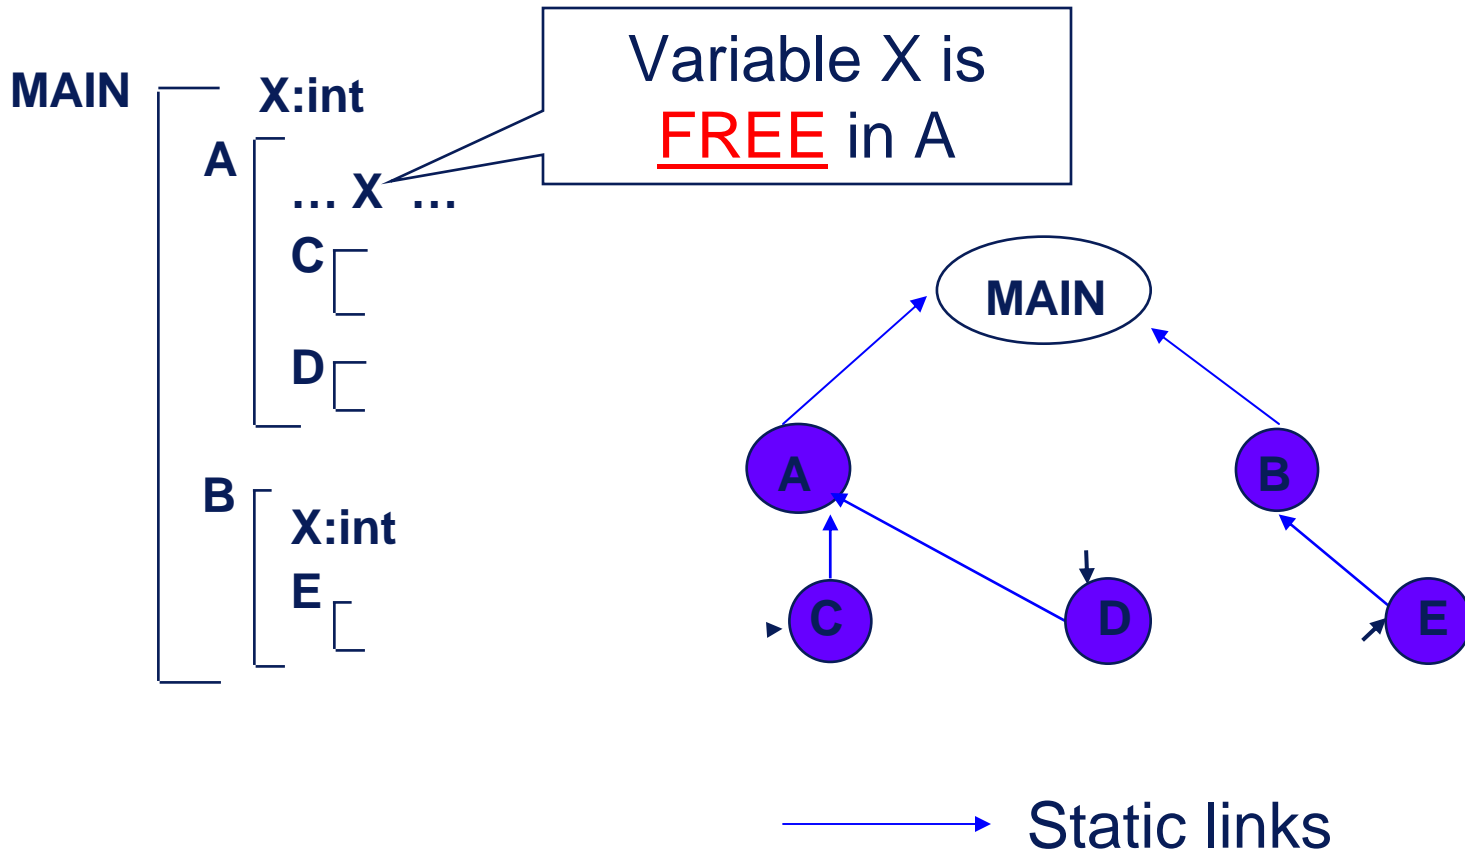 Variable X is
FREE in A
MAIN
X:int
A
... X ...
C
D
B
X:int
E
MAIN
A
B
C
D
E
Static links